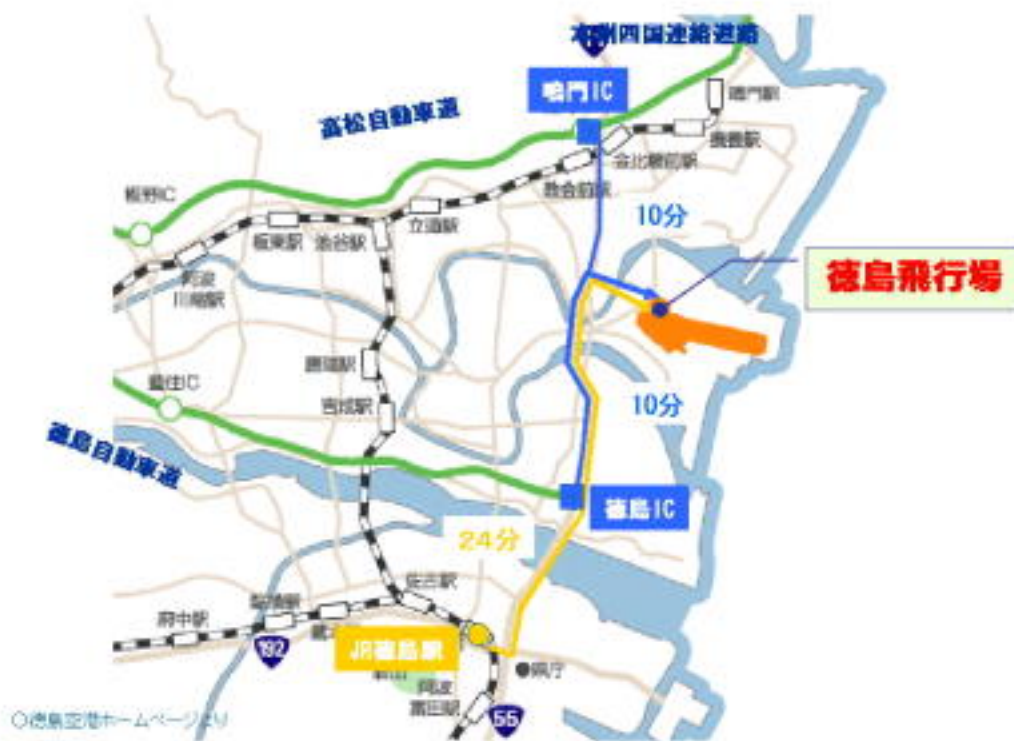 本州四国連絡道路
鳴門IC
鳴門駅
高松自動車道
撫養駅
金比羅前駅
教会前駅
板野IC
立道駅
10分
板東駅
池谷駅
徳島飛行場
阿波
川端駅
勝瑞駅
藍住IC
吉成駅
10分
徳島自動車道
徳島IC
24分
佐古駅
府中駅
192
JR徳島駅
●県庁
阿波
富田駅
55
○徳島空港ホームページより